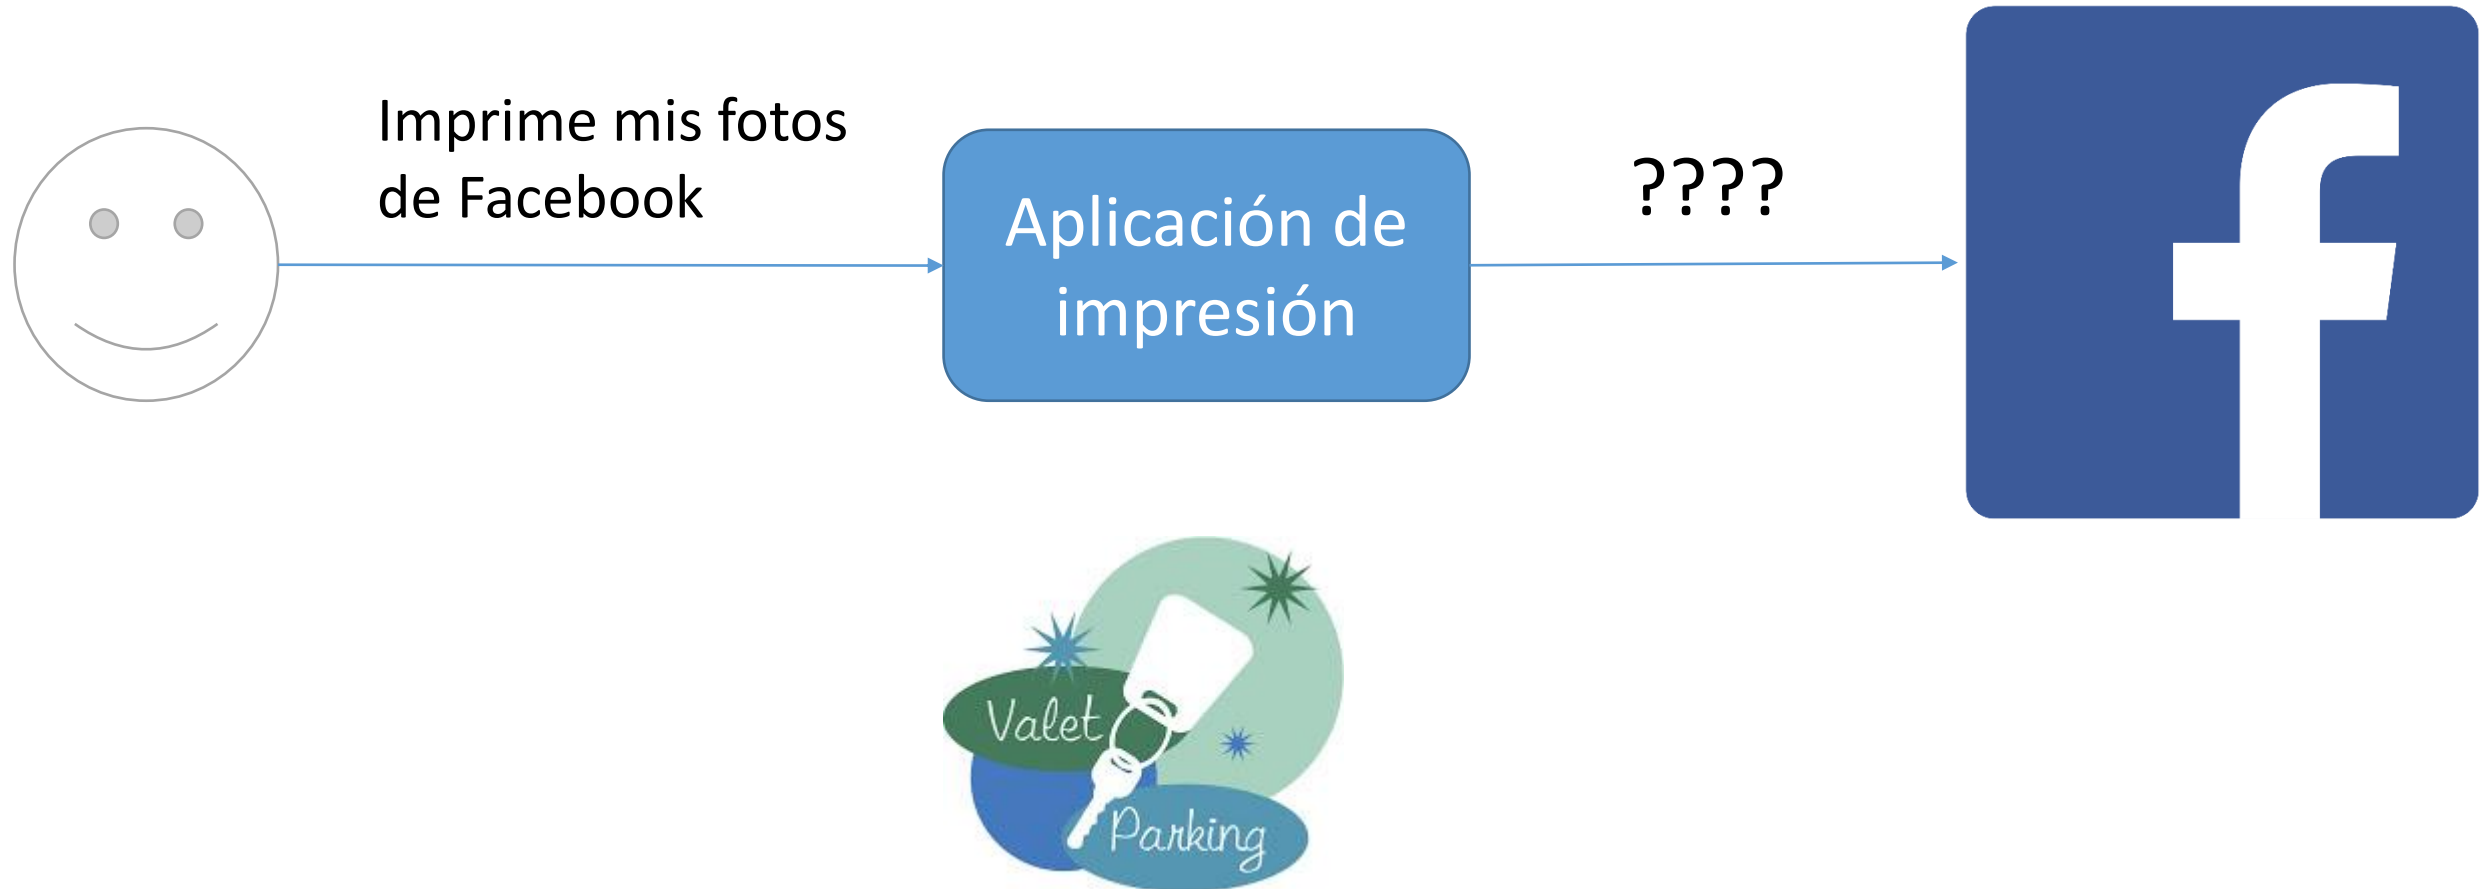 Imprime mis fotos
de Facebook
Aplicación de
impresión
????
f
Valet
Parking